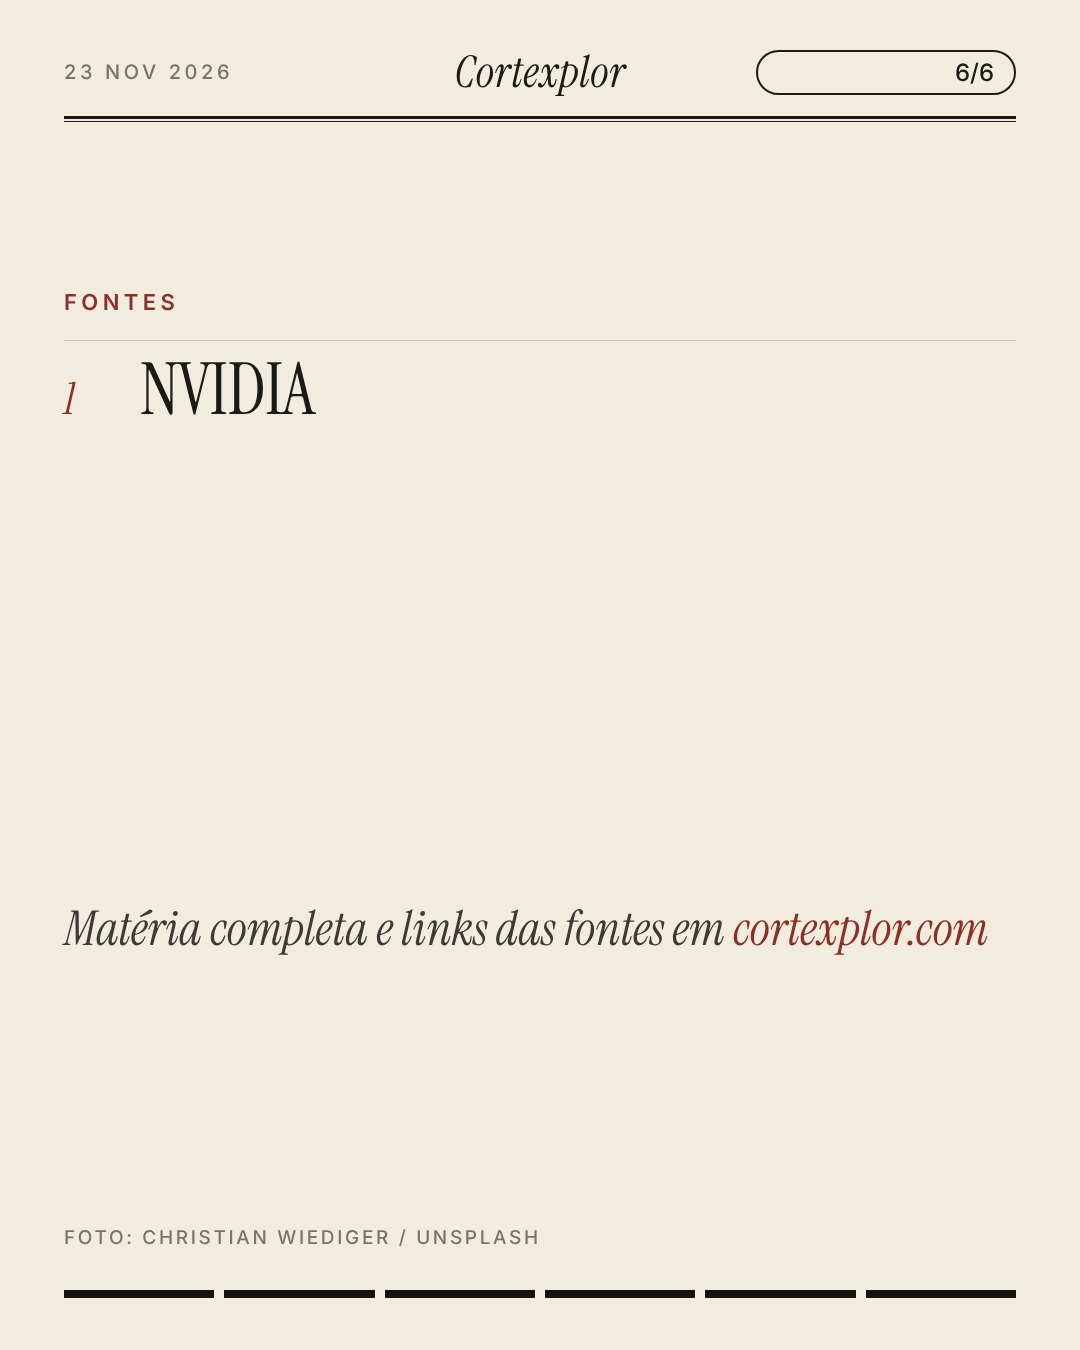 23 NOV 2026
Cortexplor
6/6
FONTES
1 NVIDIA
Matéria completa e links das fontes em cortexplor.com
FOTO: CHRISTIAN WIEDIGER / UNSPLASH